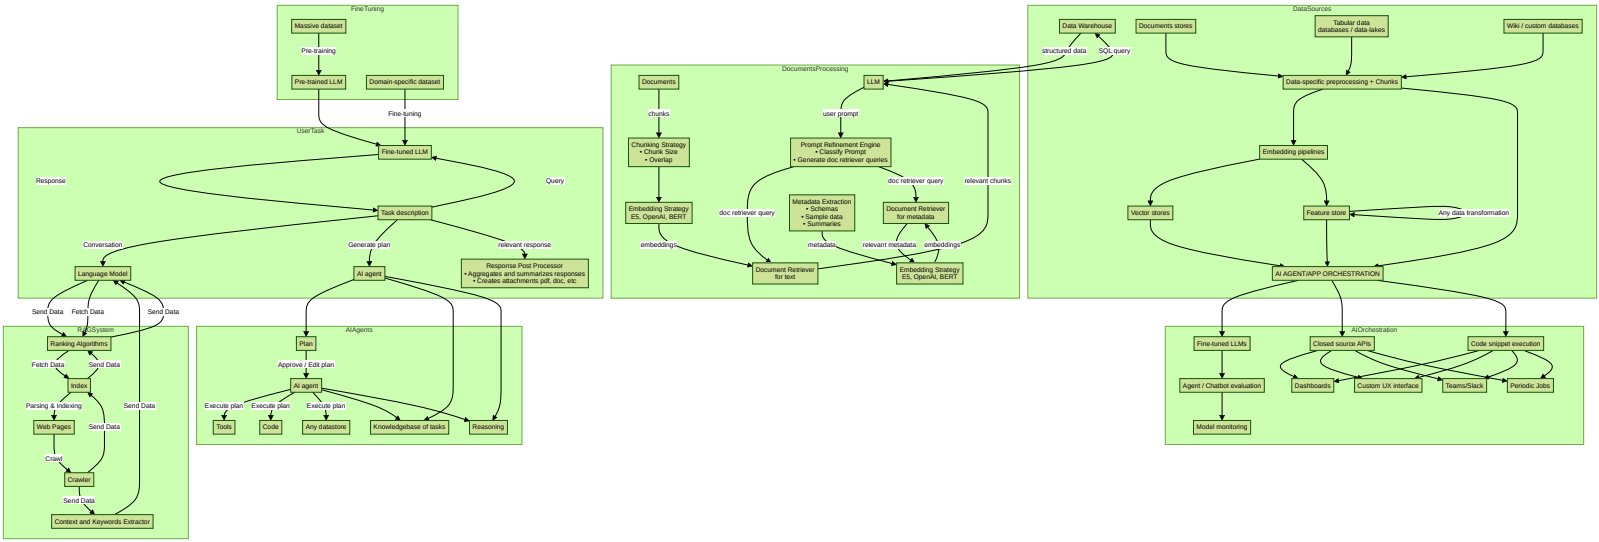 FineTuning
Massive dataset
Pre-training
Pre-trained LLM
Domain-specific dataset
Fine-tuning
UserTask
Fine-tuned LLM
Response
Query
Task description
Conversation
Generate plan
relevant response
Language Model
AI agent
Response Post Processor
• Aggregates and summarizes responses
• Creates attachments pdf, doc, etc
Send Data
Fetch Data
Send Data
RAGSystem
Ranking Algorithms
Fetch Data
Send Data
Index
Parsing & Indexing
Send Data
Web Pages
Send Data
Crawl
Crawler
Send Data
Context and Keywords Extractor
AIAgents
Plan
Approve / Edit plan
AI agent
Execute plan
Execute plan
Execute plan
Tools
Code
Any datastore
Knowledgebase of tasks
Reasoning
DocumentsProcessing
Documents
LLM
chunks
user prompt
Chunking Strategy
• Chunk Size
• Overlap
Prompt Refinement Engine
• Classify Prompt
• Generate doc retriever queries
doc retriever query
relevant chunks
Embedding Strategy
E5, OpenAI, BERT
doc retriever query
Metadata Extraction
• Schemas
• Sample data
• Summaries
Document Retriever
for metadata
embeddings
metadata
relevant metadata
embeddings
Document Retriever
for text
Embedding Strategy
E5, OpenAI, BERT
DataSources
Data Warehouse
Documents stores
Tabular data
databases / data-lakes
Wiki / custom databases
structured data
SQL query
Data-specific preprocessing + Chunks
Embedding pipelines
Vector stores
Feature store
Any data transformation
AI AGENT/APP ORCHESTRATION
AIOrchestration
Fine-tuned LLMs
Closed source APIs
Code snippet execution
Agent / Chatbot evaluation
Dashboards
Custom UX interface
Teams/Slack
Periodic Jobs
Model monitoring